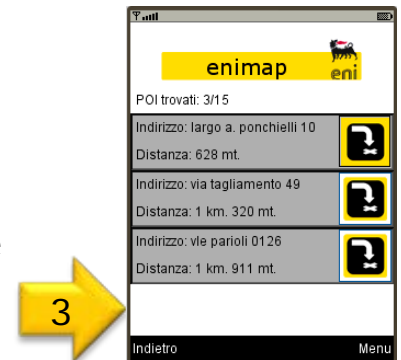 enimap
eni
POI trovati: 3/15
Indirizzo: largo a. ponchielli 10
Distanza: 628 mt.
Indirizzo: via tagliamento 49
Distanza: 1 km. 320 mt.
Indirizzo: vle parioli 0126
Distanza: 1 km. 911 mt.
3
Indietro Menu